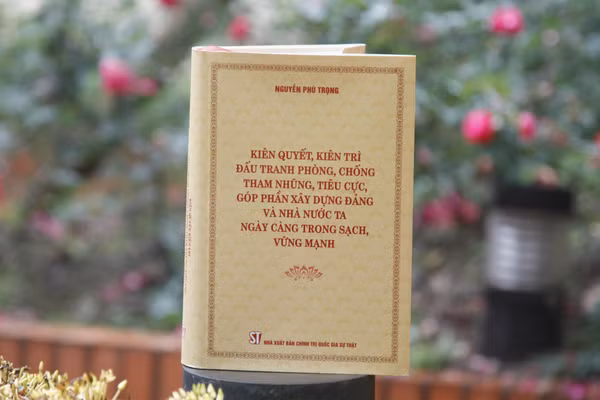 NGUYỄN PHÚ TRỌNG
KIÊN QUYẾT, KIÊN TRÌ
ĐẤU TRANH PHÒNG, CHỐNG
THAM NHŨNG, TIÊU CỰC,
GÓP PHẦN XÂY DỰNG ĐẢNG
VÀ NHÀ NƯỚC TA
NGÀY CÀNG TRONG SẠCH,
VỮNG MẠNH
ST NHÀ XUẤT BẢN CHÍNH TRỊ QUỐC GIA SỰ THẬT